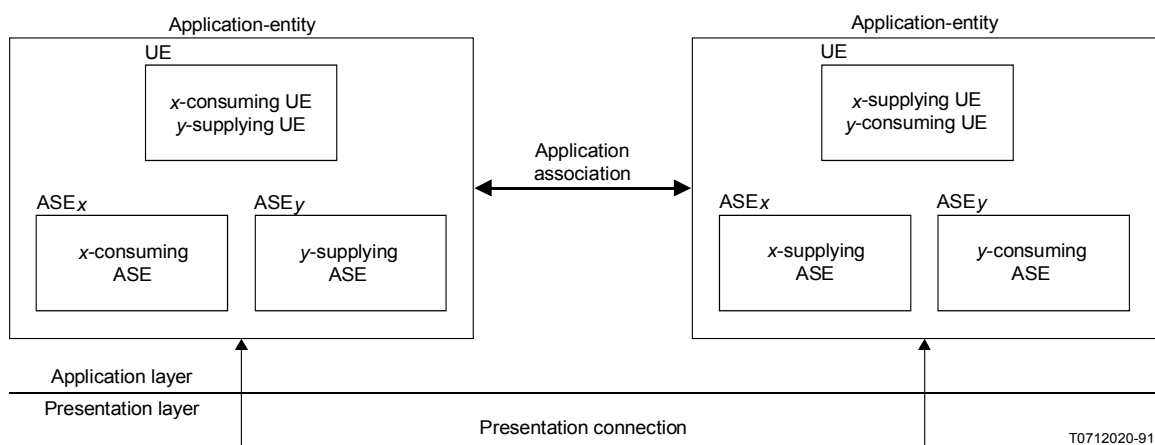 Application-entity
Application-entity
UE
UE
x-consuming UE
y-supplying UE
x-supplying UE
y-consuming UE
Application
association
ASEx
ASEy
ASEx
ASEy
x-consuming
ASE
y-supplying
ASE
x-supplying
ASE
y-consuming
ASE
Application layer
Presentation layer
Presentation connection
T0712020-91